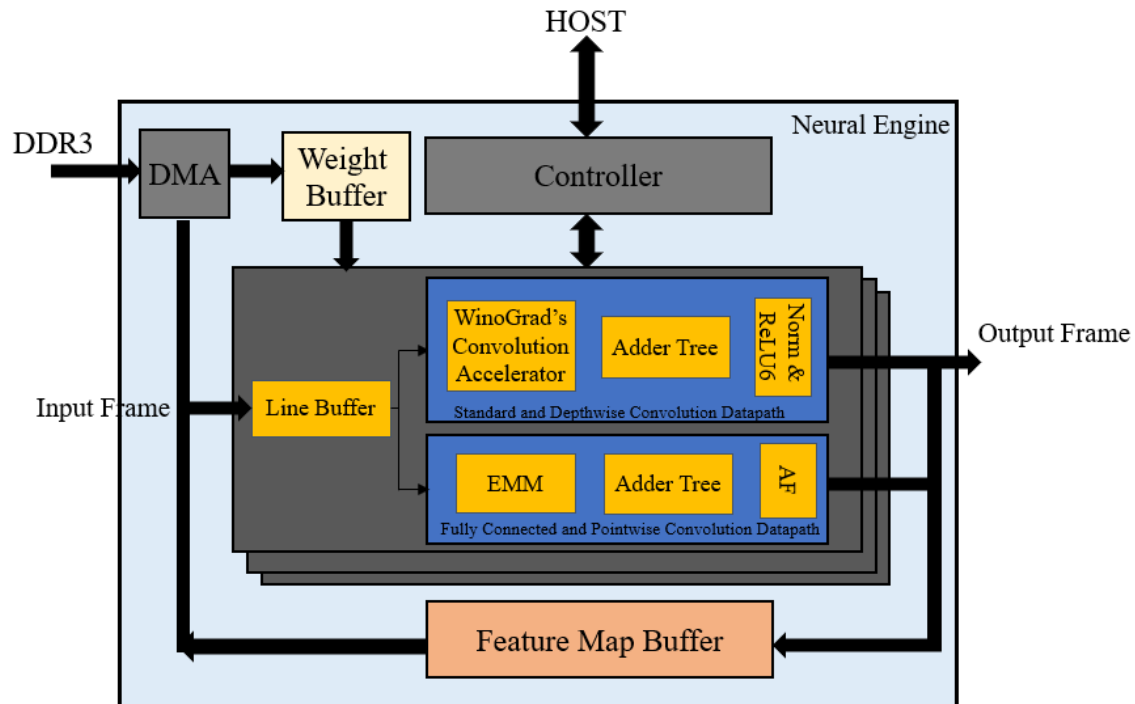 HOST
Neural Engine
DDR3
DMA
Weight
Buffer
Controller
WinoGrad's
Convolution
Accelerator
Adder Tree
Norm &
ReLU6
Output Frame
Standard and Depthwise Convolution Datapath
Input Frame
Line Buffer
EMM
Adder Tree
AF
Fully Connected and Pointwise Convolution Datapath
Feature Map Buffer